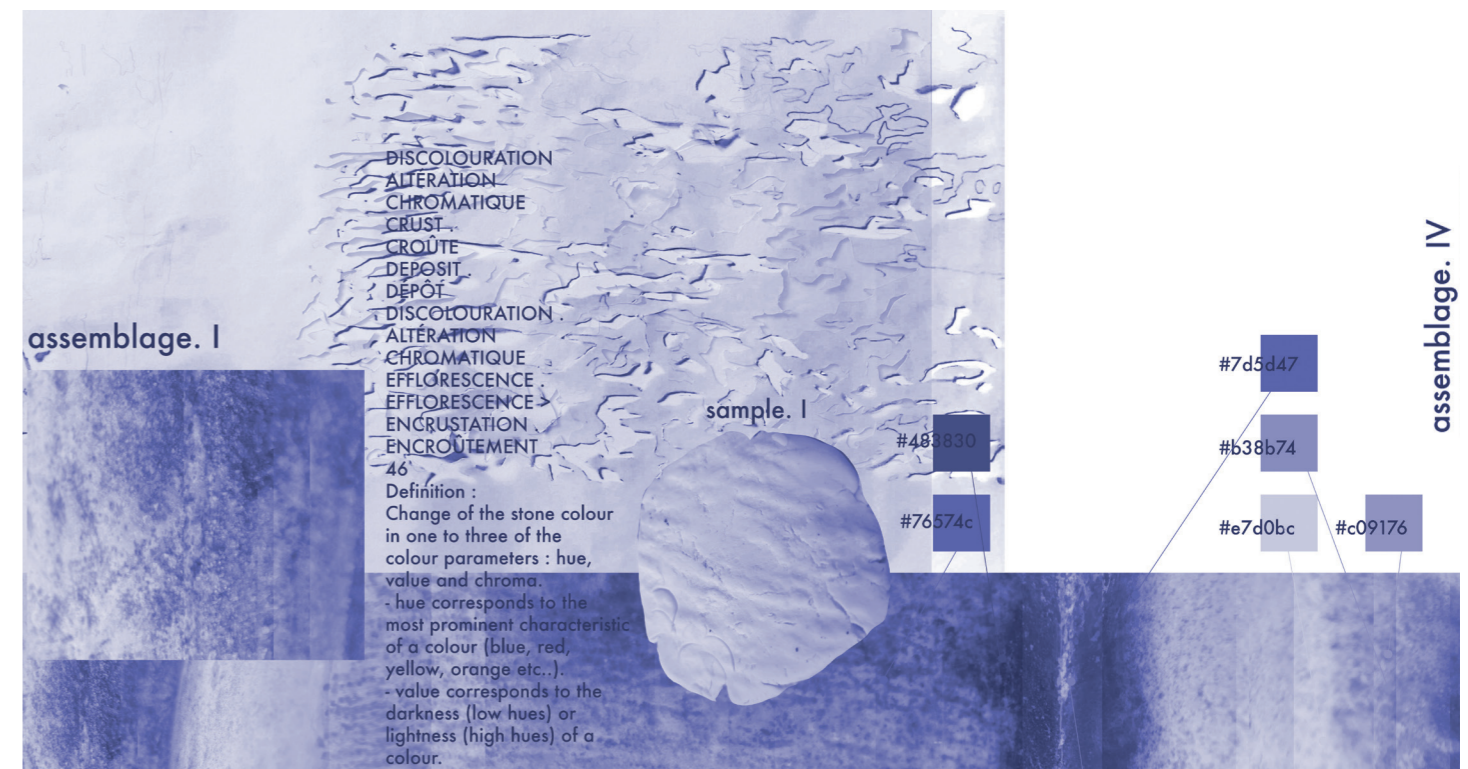 DISCOLOURATION
ALTERATION
CHROMATIQUE
CRUST .
CROÛTE
DEPOSIT .
DÉPÔT
DISCOLOURATION .
ALTÉRATION
CHROMATIQUE
EFFLORESCENCE .
EFFLORESCENCE
ENCRUSTATION .
ENCROÛTEMENT
46
Definition :
Change of the stone colour
in one to three of the
colour parameters : hue,
value and chroma.
- hue corresponds to the
most prominent characteristic
of a colour (blue, red,
yellow, orange etc..).
- value corresponds to the
darkness (low hues) or
lightness (high hues) of a
colour.
assemblage. I
sample. I
#483830
#76574c
#7d5d47
#b38b74
#e7d0bc
#c09176
assemblage. IV